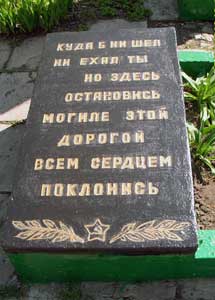 КУДА Б НИ ШЕЛ
НИ ЕХАЛ ТЫ
НО ЗДЕСЬ
ОСТАНОВИСЬ
МОГИЛЕ ЭТОЙ
ДОРОГОЙ
ВСЕМ СЕРДЦЕМ
ПОКЛОНИСЬ